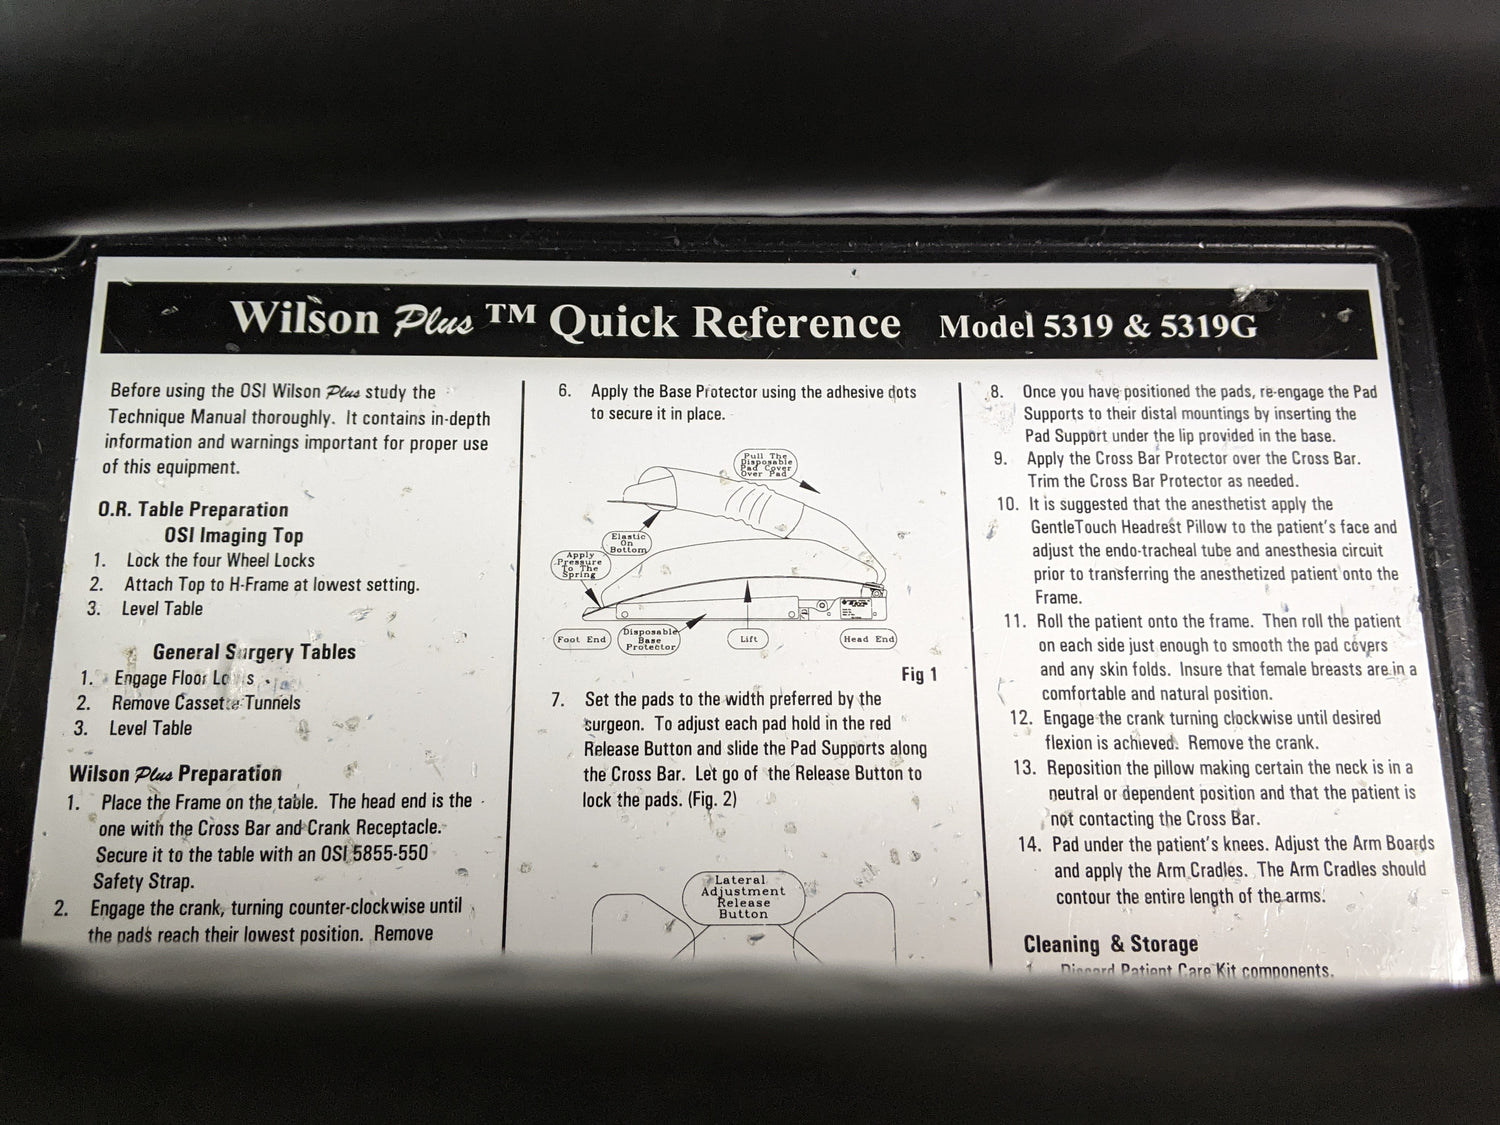 Wilson Plus ™ Quick Reference Model 5319 & 5319G
Before using the OSI Wilson Plus study the
Technique Manual thoroughly. It contains in-depth
information and warnings important for proper use
of this equipment.
O.R. Table Preparation
OSI Imaging Top
1. Lock the four Wheel Locks
2. Attach Top to H-Frame at lowest setting.
3. Level Table
General Surgery Tables
1. Engage Floor
2. Remove Cassette Tunnels
3. Level Table
Wilson Plus Preparation
1. Place the Frame on the table. The head end is the
one with the Cross Bar and Crank Receptacle.
Secure it to the table with an OSI 5855-550
Safety Strap.
2. Engage the crank, turning counter-clockwise until
the pads reach their lowest position. Remove
6. Apply the Base Protector using the adhesive dots
to secure it in place.
Pull The
Disposable
Pad Cover
Over Pad
Elastic
On
Bottom
Apply
Pressure
To The
Spring
Foot End
Disposable
Base
Protector
Lift
Head End
Fig 1
7. Set the pads to the width preferred by the
surgeon. To adjust each pad hold in the red
Release Button and slide the Pad Supports along
the Cross Bar. Let go of the Release Button to
lock the pads. (Fig. 2)
Lateral
Adjustment
Release
Button
8. Once you have positioned the pads, re-engage the Pad
Supports to their distal mountings by inserting the
Pad Support under the lip provided in the base.
9. Apply the Cross Bar Protector over the Cross Bar.
Trim the Cross Bar Protector as needed.
10. It is suggested that the anesthetist apply the
GentleTouch Headrest Pillow to the patient's face and
adjust the endo-tracheal tube and anesthesia circuit
prior to transferring the anesthetized patient onto the
Frame.
11. Roll the patient onto the frame. Then roll the patient
on each side just enough to smooth the pad covers
and any skin folds. Insure that female breasts are in a
comfortable and natural position.
12. Engage the crank turning clockwise until desired
flexion is achieved. Remove the crank.
13. Reposition the pillow making certain the neck is in a
neutral or dependent position and that the patient is
not contacting the Cross Bar.
14. Pad under the patient's knees. Adjust the Arm Boards
and apply the Arm Cradles. The Arm Cradles should
contour the entire length of the arms.
Cleaning & Storage
1. Discard Patient Care Kit components.